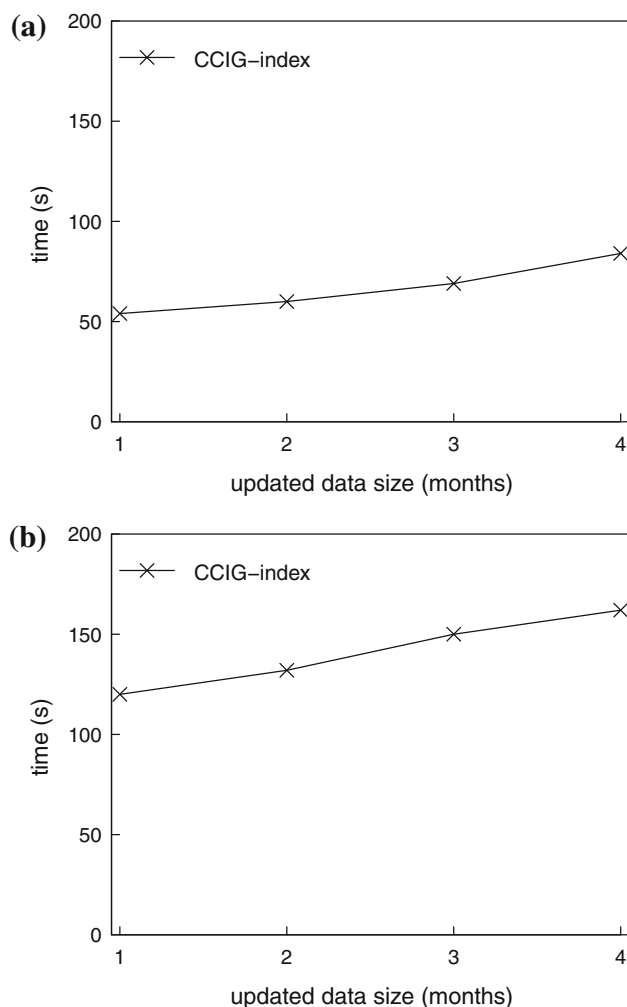 (a)
200
CCIG−index
150
100
50
0
time (s)
1 2 3 4
updated data size (months)
(b)
200
CCIG−index
150
100
50
0
time (s)
1 2 3 4
updated data size (months)